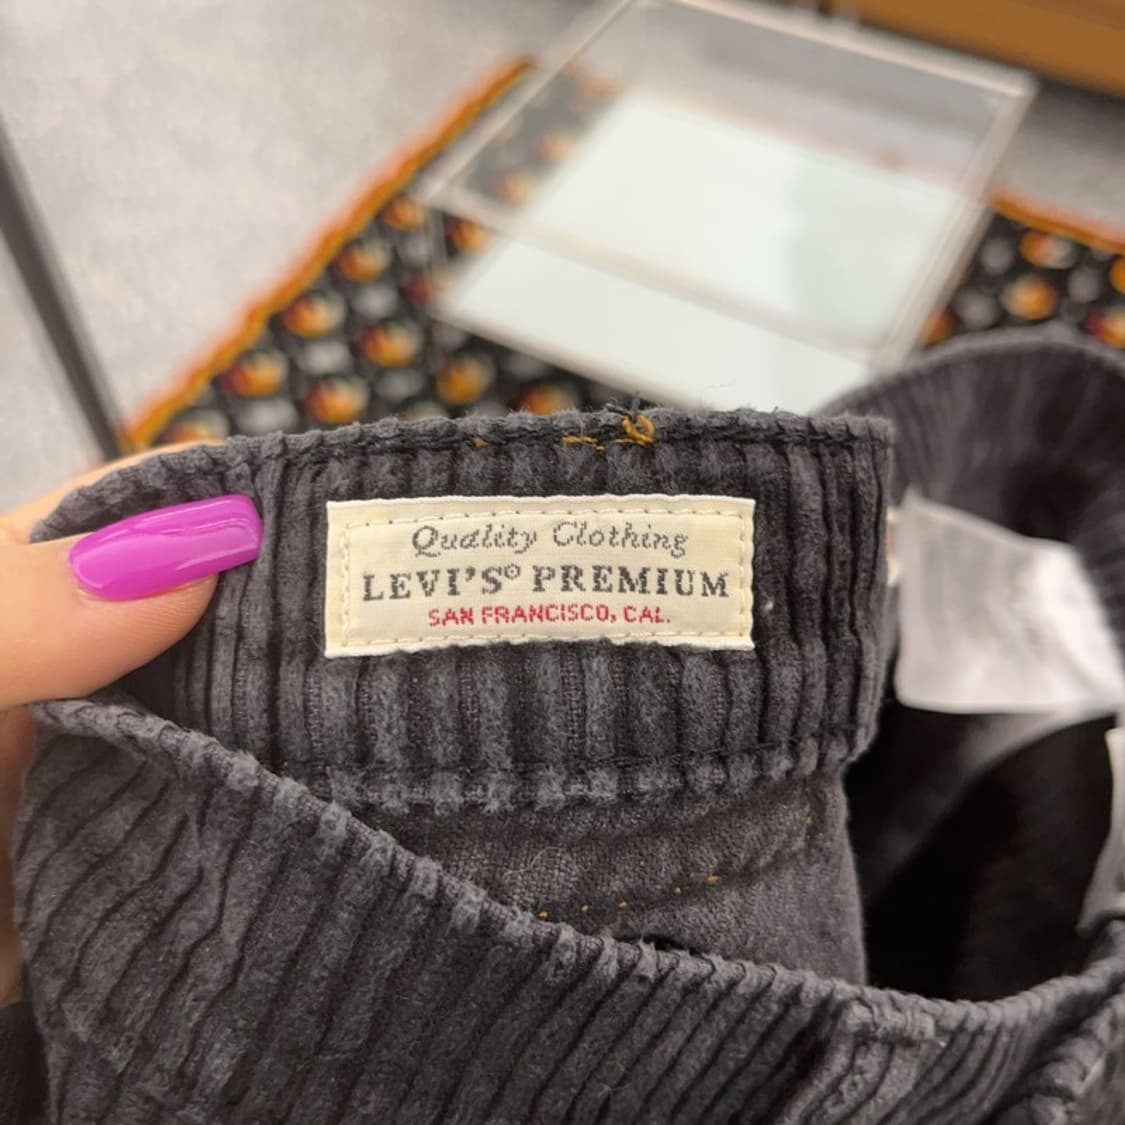 Quality Clothing
LEVI'S® PREMIUM
SAN FRANCISCO, CAL.